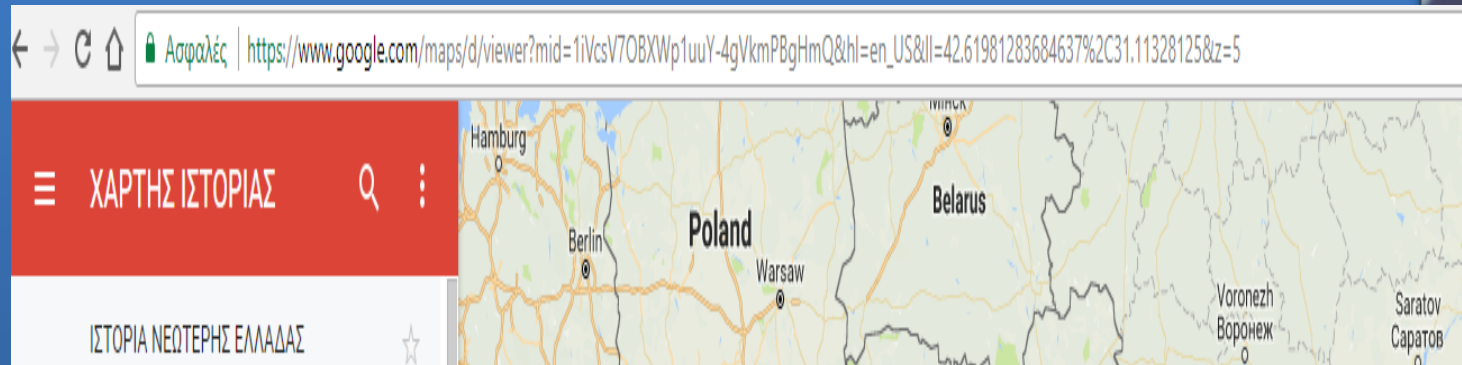 Ασφαλές | https://www.google.com/maps/d/viewer?mid=1iVcsV7OBXWp1uuY-4gVkmPBgHmQ&hl=en_US&ll=42.61981283684637%2C31.11328125&z=5
ΧΑΡΤΗΣ ΙΣΤΟΡΙΑΣ
ΙΣΤΟΡΙΑ ΝΕΩΤΕΡΗΣ ΕΛΛΑΔΑΣ
Hamburg
Berlin
Poland
Warsaw
Минск
Belarus
Voronezh
Воронеж
Saratov
Саратов